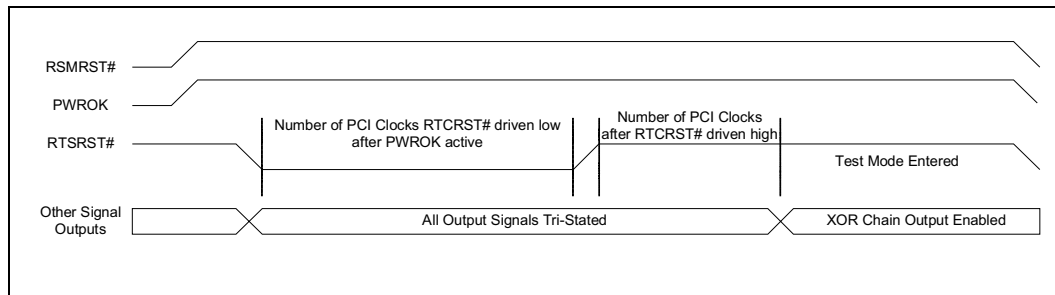 RSMRST#
PWROK
RTSRST#
Number of PCI Clocks RTCRST# driven low
after PWROK active
Number of PCI Clocks
after RTCRST# driven high
Test Mode Entered
Other Signal
Outputs
All Output Signals Tri-Stated
XOR Chain Output Enabled